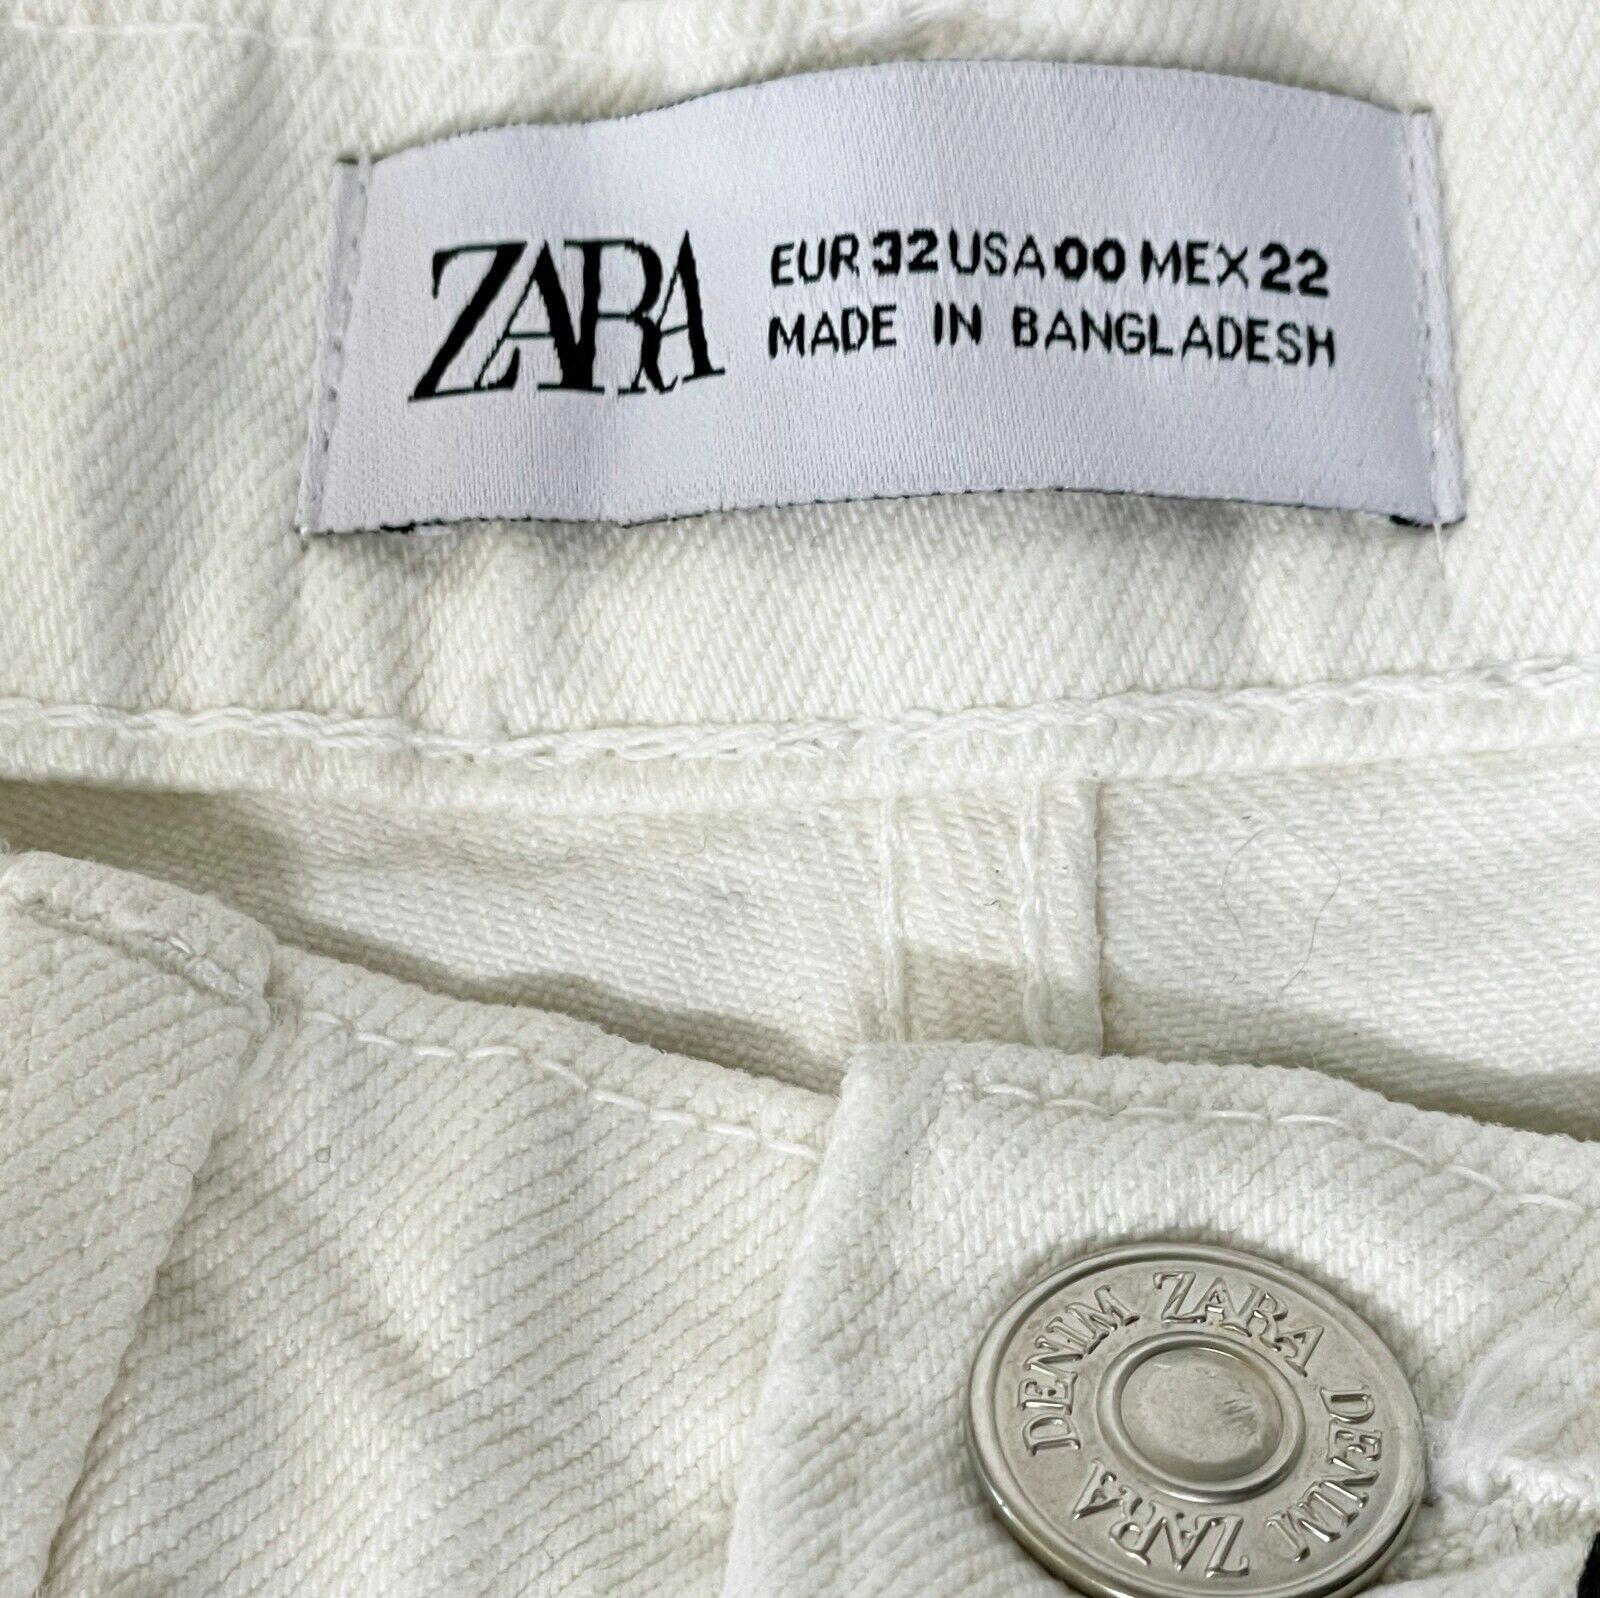 ZARA
EUR 32 USA 00 MEX 22
MADE IN BANGLADESH
ZARA DENIM ZARA DENIM